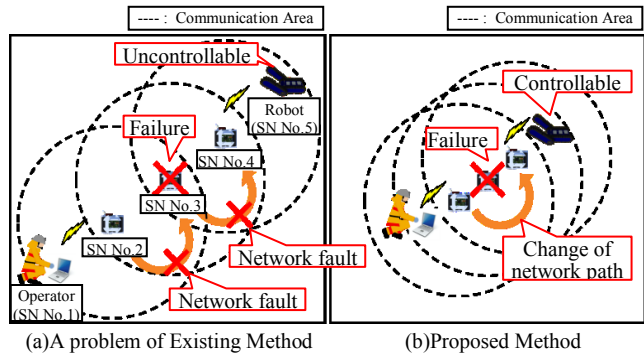 ---- : Communication Area
---- : Communication Area
Uncontrollable
Robot
(SN No.5)
Failure
SN No.4
SN No.3
SN No.2
Network fault
Network fault
Operator
(SN No.1)
Controllable
Failure
Change of
network path
(a)A problem of Existing Method
(b)Proposed Method